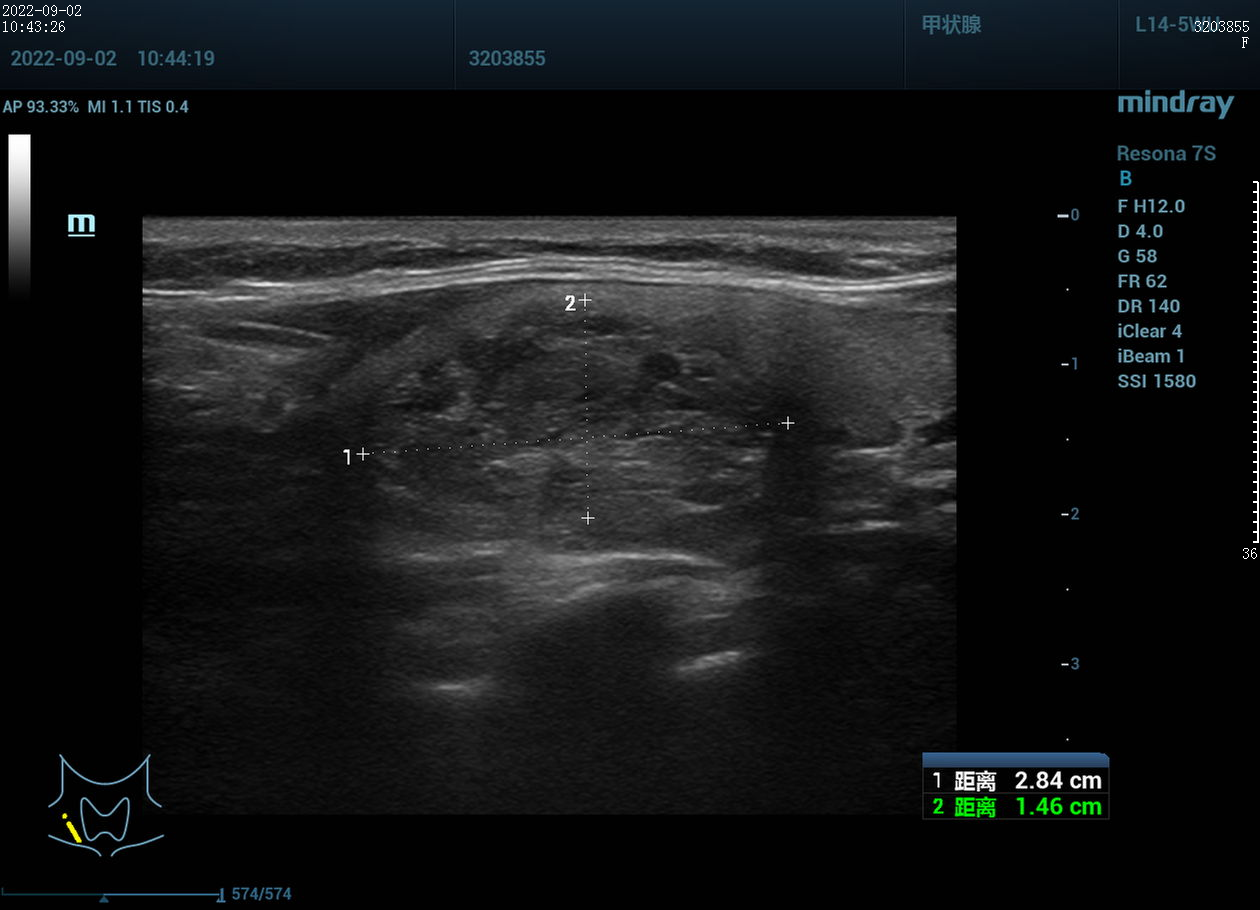 2022-09-02
10:43:26
2022-09-02 10:44:19
3203855
甲状腺
3203855
F
AP 93.33% MI 1.1 TIS 0.4
mindray
Resona 7S
B
F H12.0
D 4.0
G 58
FR 62
DR 140
iClear 4
iBeam 1
SSI 1580
m
0
1
2
3
36
2
1
1 距离 2.84 cm
2 距离 1.46 cm
574/574